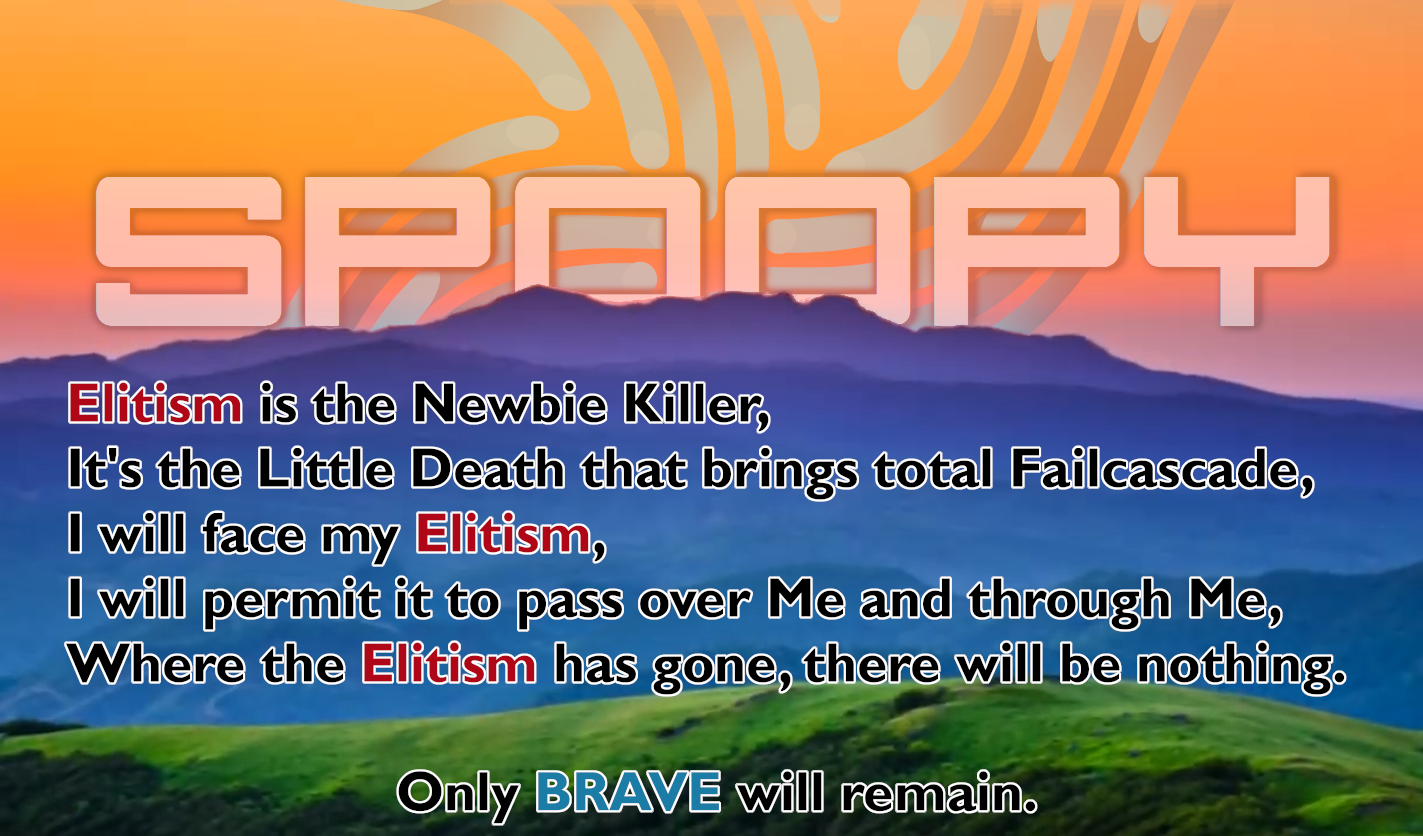 SPOOPY
Elitism is the Newbie Killer,
It's the Little Death that brings total Failcascade,
I will face my Elitism,
I will permit it to pass over Me and through Me,
Where the Elitism has gone, there will be nothing.
Only BRAVE will remain.